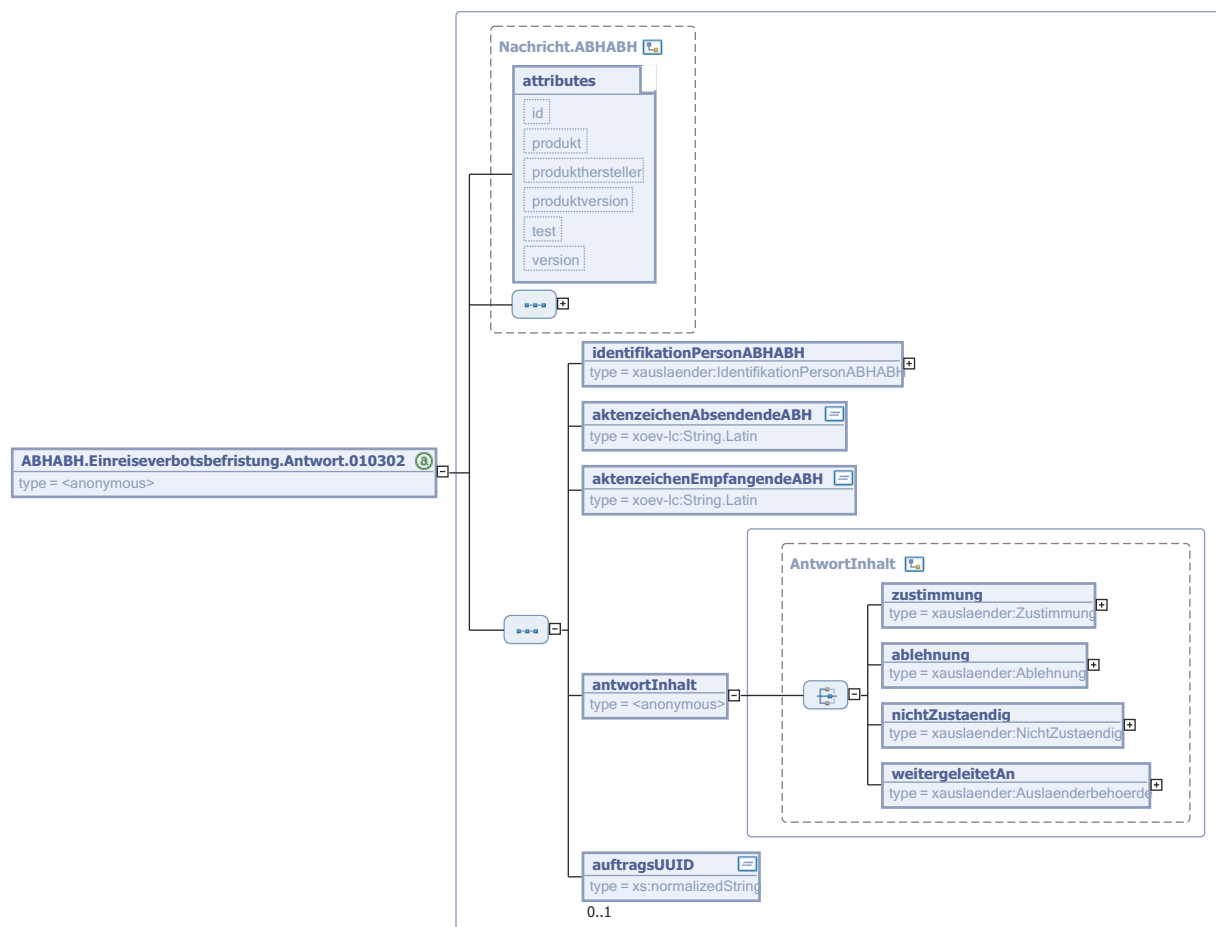 Nachricht.ABHABH
attributes
id
produkt
produkthersteller
produktversion
test
version
identifikationPersonABHABH
type = xauslaender:IdentifikationPersonABHABH
aktenzeichenAbsendendeABH
type = xoev-lc:String.Latin
ABHABH.Einreiseverbotsbefristung.Antwort.010302 a
type = <anonymous>
aktenzeichenEmpfangendeABH
type = xoev-lc:String.Latin
AntwortInhalt
zustimmung
type = xauslaender:Zustimmung
ablehnung
type = xauslaender:Ablehnung
antwortInhalt
type = <anonymous>
nichtZustaendig
type = xauslaender:NichtZustaendig
weitergeleitetAn
type = xauslaender:Auslaenderbehoerde
auftragsUUID
type = xs:normalizedString
0..1